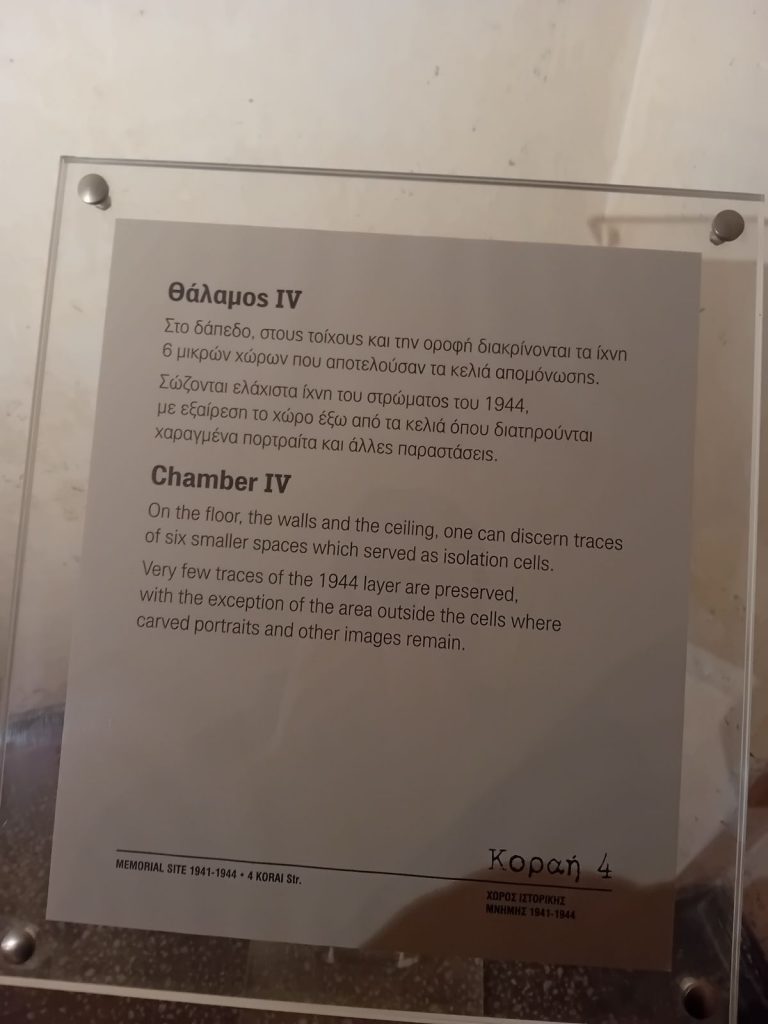 Θάλαμος IV
Στο δάπεδο, στους τοίχους και την οροφή διακρίνονται τα ίχνη
6 μικρών χώρων που αποτελούσαν τα κελιά απομόνωσης.
Σώζονται ελάχιστα ίχνη του στρώματος του 1944,
με εξαίρεση το χώρο έξω από τα κελιά όπου διατηρούνται
χαραγμένα πορτραίτα και άλλες παραστάσεις.
Chamber IV
On the floor, the walls and the ceiling, one can discern traces
of six smaller spaces which served as isolation cells.
Very few traces of the 1944 layer are preserved,
with the exception of the area outside the cells where
carved portraits and other images remain.
MEMORIAL SITE 1941-1944 • 4 KORAI Str.
Κοραή 4
ΧΩΡΟΣ ΙΣΤΟΡΙΚΗΣ
ΜΝΗΜΗΣ 1941-1944